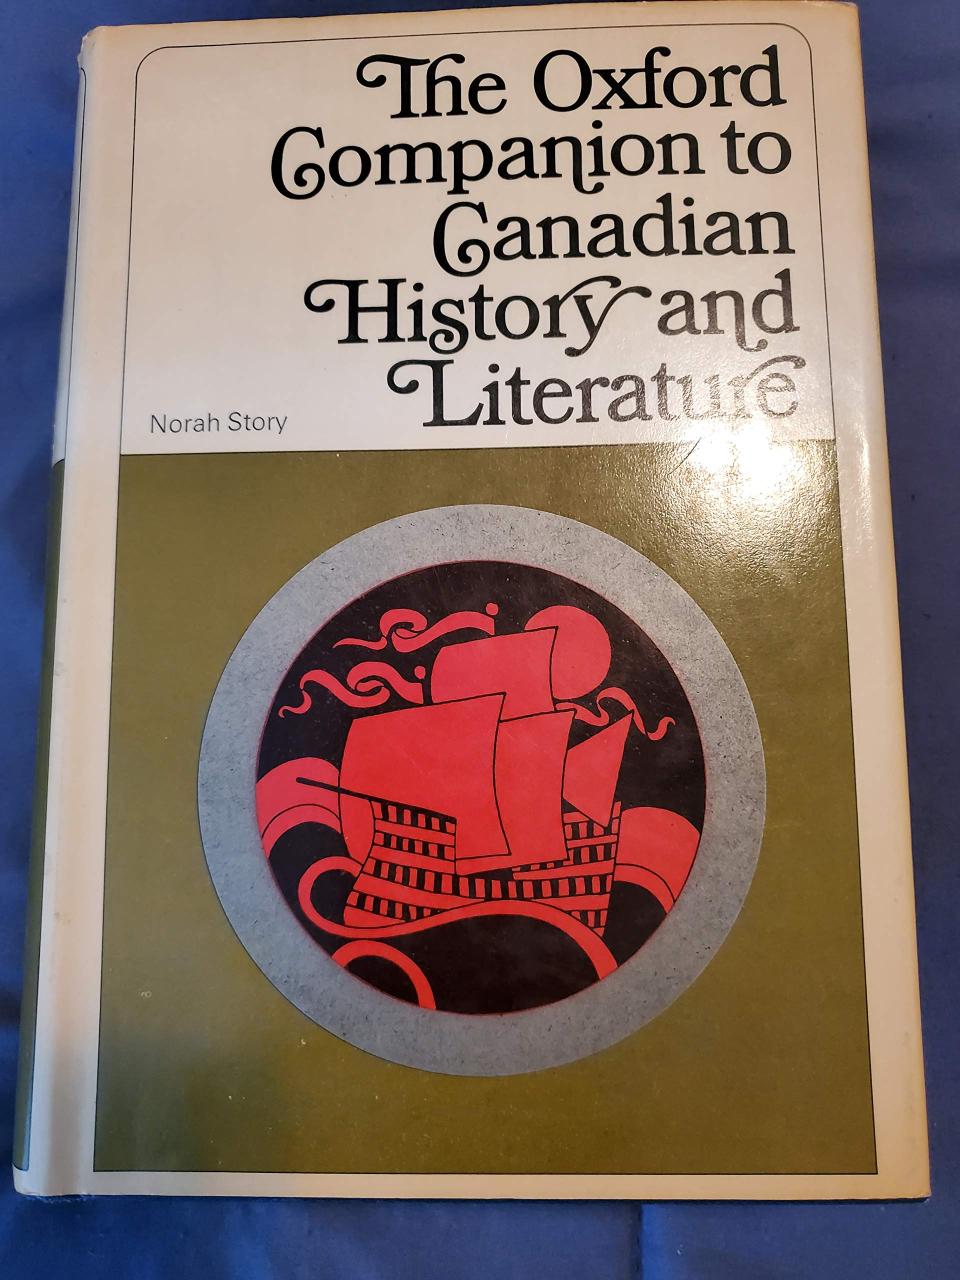 The Oxford
Companion to
Canadian
History and
Literature
Norah Story